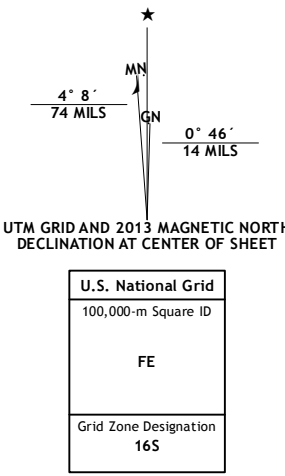 MN
GN
4° 8´
74 MILS
0° 46´
14 MILS
UTM GRID AND 2013 MAGNETIC NORTH
DECLINATION AT CENTER OF SHEET
U.S. National Grid
100,000-m Square ID
FE
Grid Zone Designation
16S